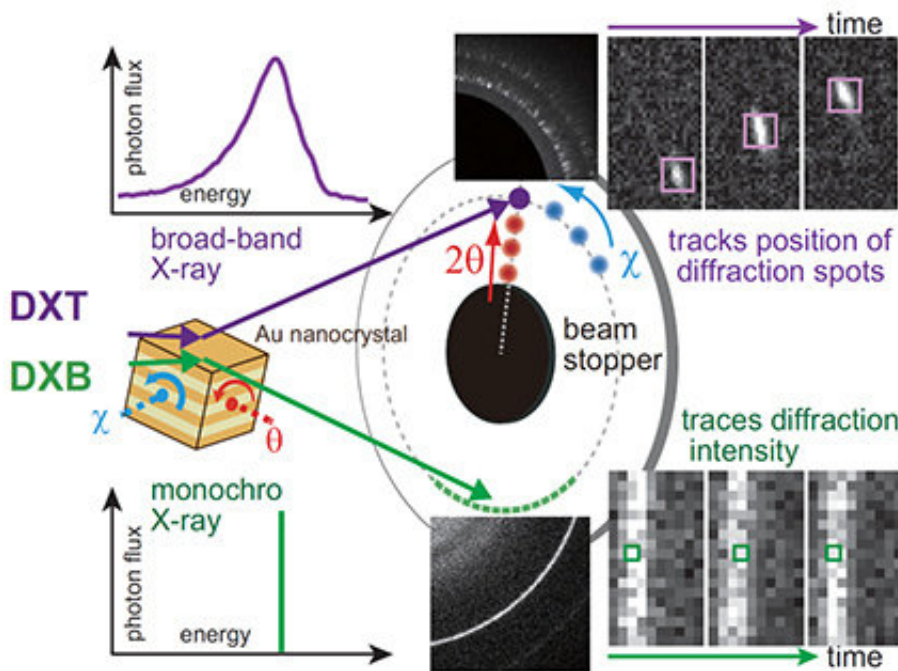 photon flux
energy
broad-band
X-ray
time
tracks position of
diffraction spots
2θ
χ
DXT
Au nanocrystal
DXB
beam
stopper
χ
θ
traces diffraction
intensity
monochro
X-ray
photon flux
energy
time